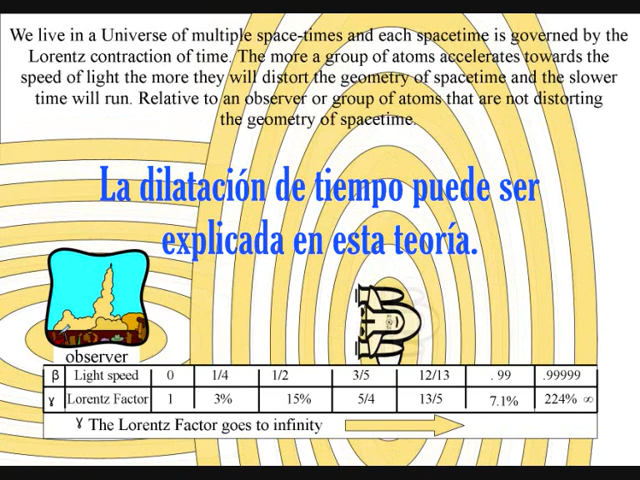 We live in a Universe of multiple space-times and each spacetime is governed by the
Lorentz contraction of time. The more a group of atoms accelerates towards the
speed of light the more they will distort the geometry of spacetime and the slower
time will run. Relative to an observer or group of atoms that are not distorting
the geometry of spacetime.
La dilatación de tiempo puede ser
explicada en esta teoría.
observer
β Light speed 0 1/4 1/2 3/5 12/13 .99 .99999
γ Lorentz Factor 1 3% 15% 5/4 13/5 7.1% 224% ∞
γ The Lorentz Factor goes to infinity